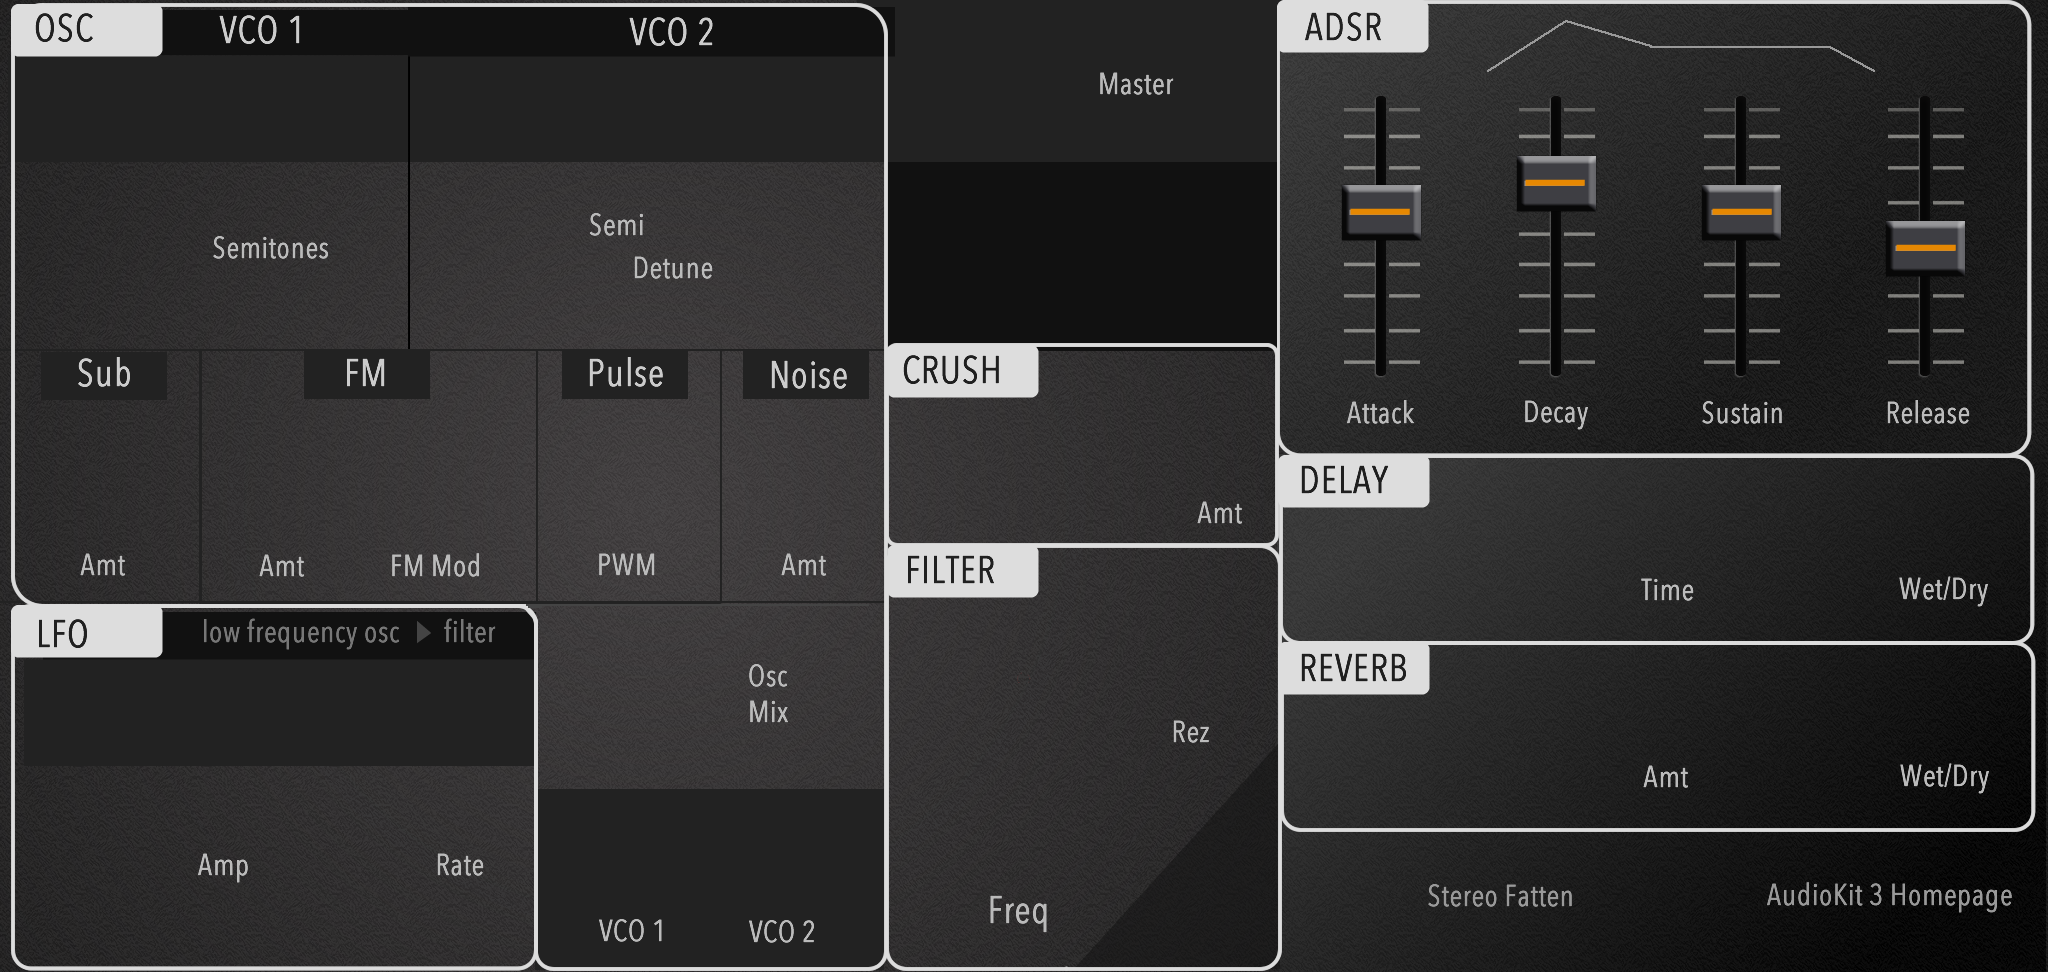 OSC
VCO 1
VCO 2
Semitones
Semi
Detune
Sub
FM
Pulse
Noise
Amt
Amt
FM Mod
PWM
Amt
LFO
low frequency osc ▶ filter
Amp
Rate
Osc
Mix
VCO 1
VCO 2
Master
CRUSH
Amt
FILTER
Rez
Freq
ADSR
Attack
Decay
Sustain
Release
DELAY
Time
Wet/Dry
REVERB
Amt
Wet/Dry
Stereo Fatten
AudioKit 3 Homepage